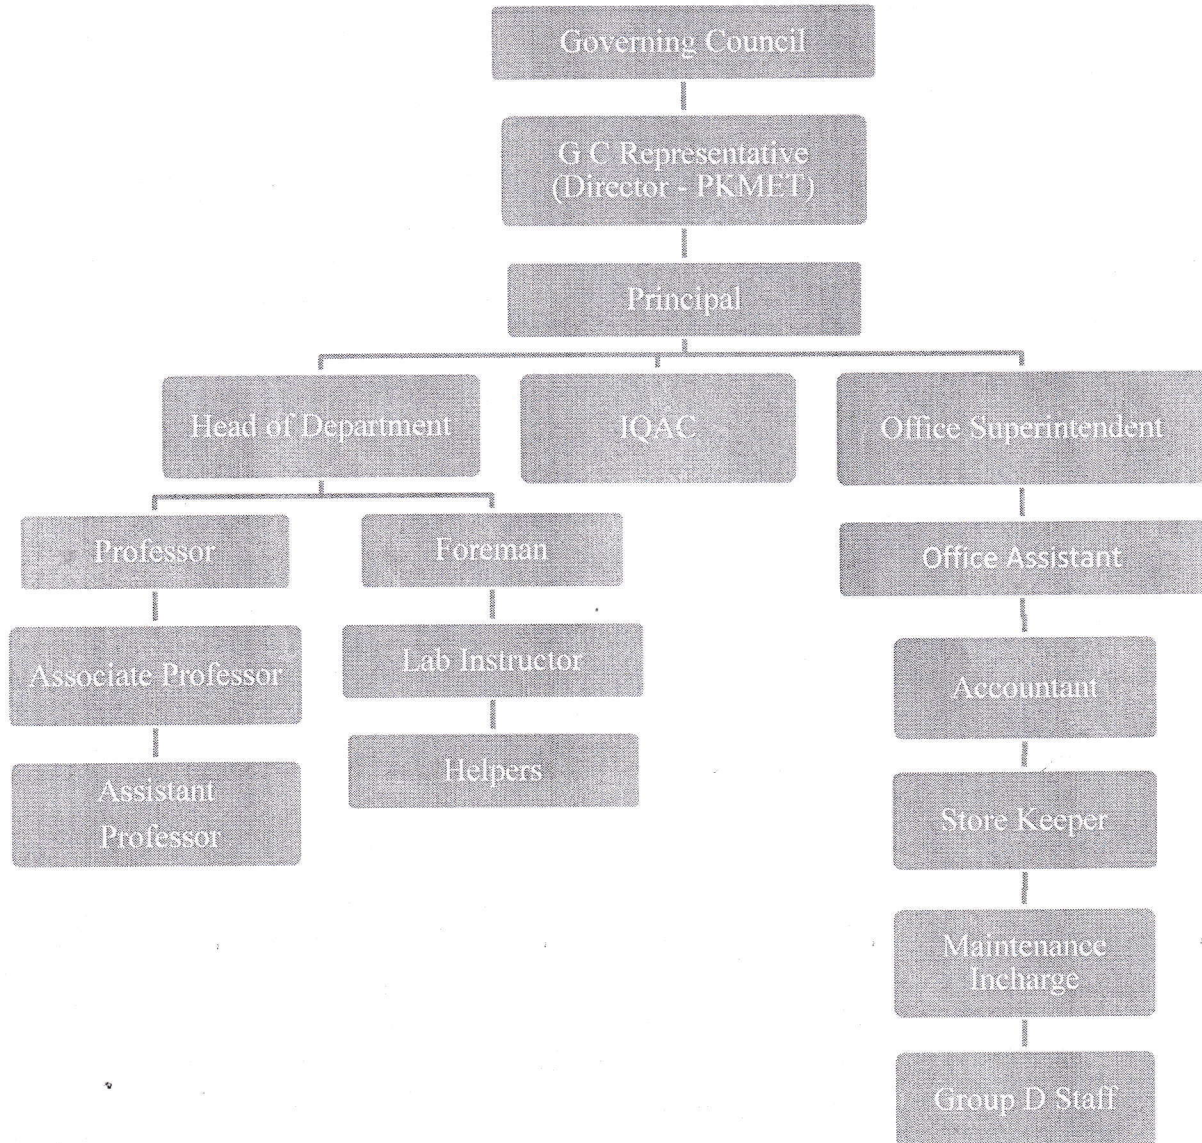 Governing Council
G C Representative
(Director - PKMET)
Principal
Head of Department
IQAC
Office Superintendent
Professor
Foreman
Office Assistant
Associate Professor
Lab Instructor
Accountant
Assistant
Professor
Helpers
Store Keeper
Maintenance
Incharge
Group D Staff